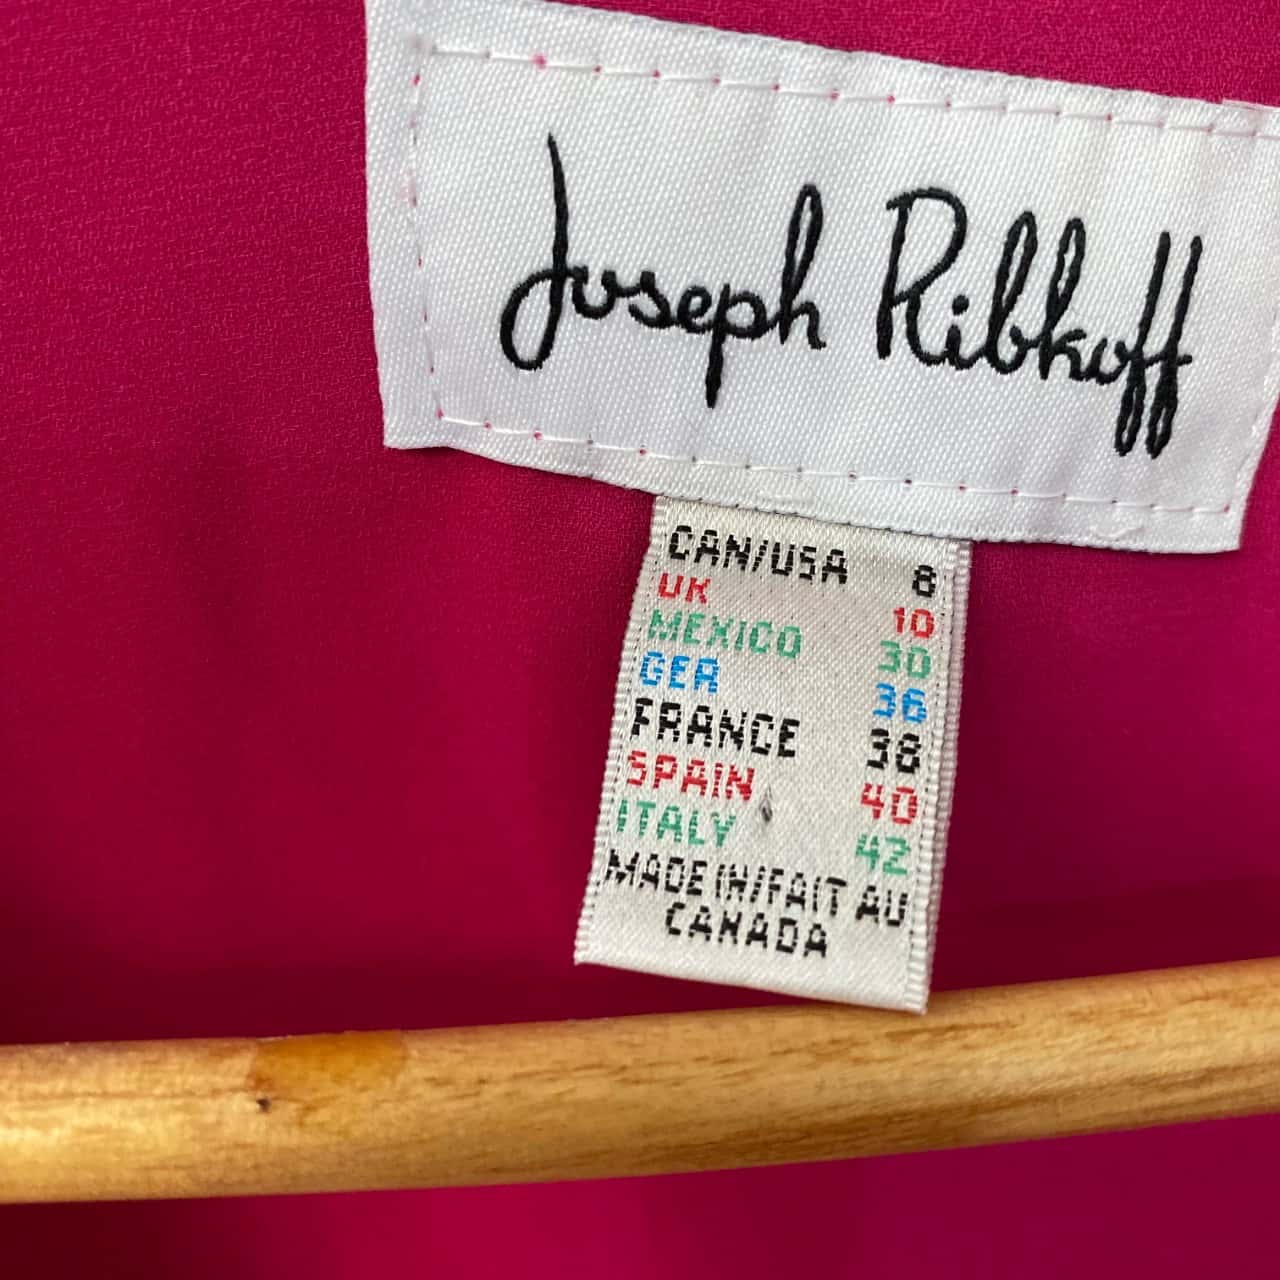 Joseph Ribkoff
CAN/USA 8
UK 10
MEXICO 30
GER 36
FRANCE 38
SPAIN 40
ITALY 42
MADE IN/FAIT AU
CANADA